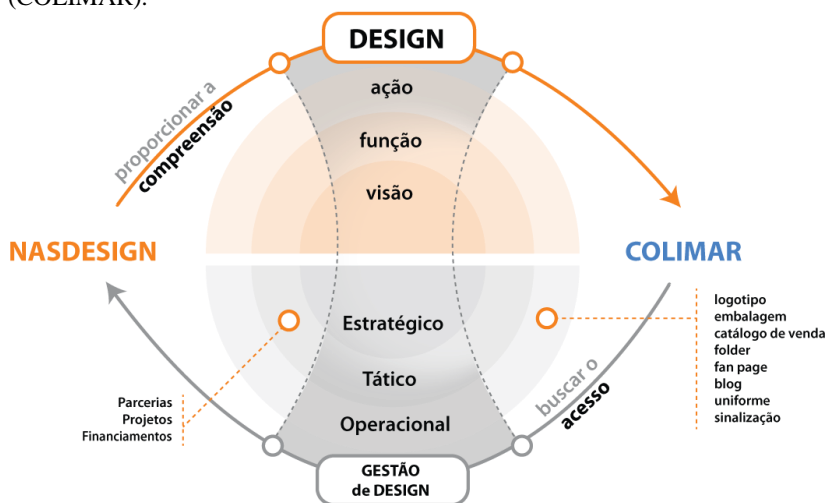 (COLIMAR).
DESIGN
ação
função
visão
proporcionar a
compreensão
NASDESIGN
COLIMAR
Estratégico
Tático
Operacional
GESTÃO
de DESIGN
buscar o
acesso
Parcerias
Projetos
Financiamentos
logotipo
embalagem
catálogo de venda
folder
fan page
blog
uniforme
sinalização